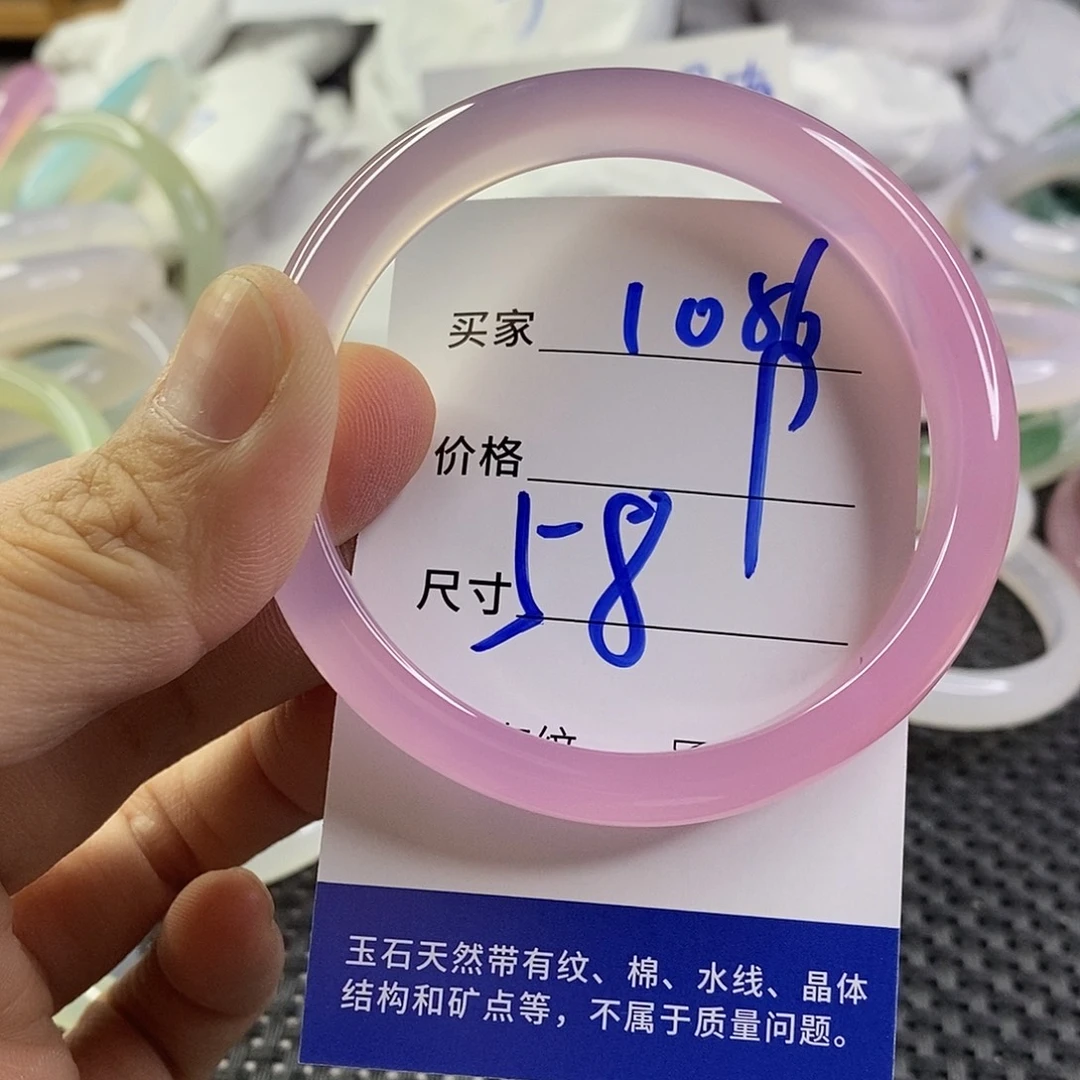 买家 1086
价格
尺寸 58
玉石天然带有纹、棉、水线、晶体
结构和矿点等，不属于质量问题。